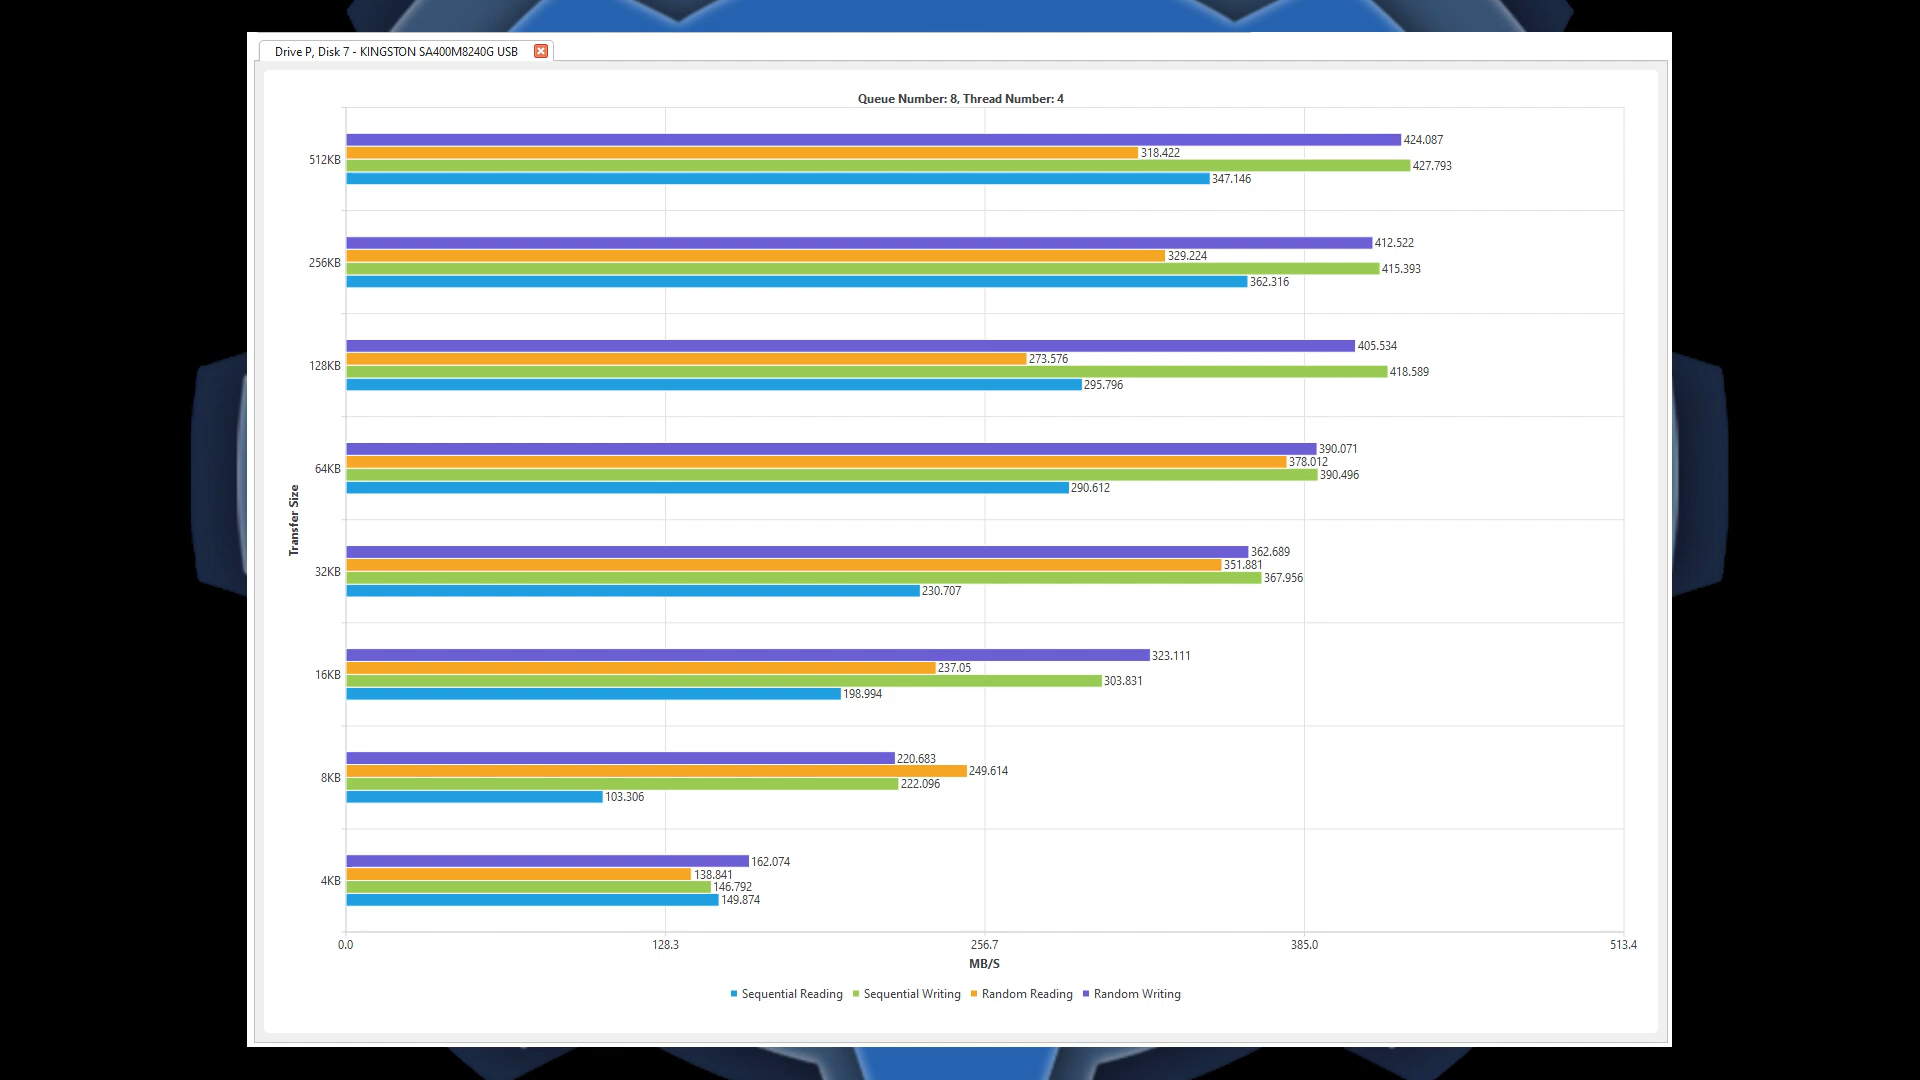 Drive P, Disk 7 - KINGSTON SA400M8240G USB
Queue Number: 8, Thread Number: 4
Transfer Size
512KB
424.087
318.422
427.793
347.146
256KB
412.522
329.224
415.393
362.316
128KB
405.534
273.576
418.589
295.796
64KB
390.071
378.012
390.496
290.612
32KB
362.689
351.881
367.956
230.707
16KB
323.111
237.05
303.831
198.994
8KB
220.683
249.614
222.096
103.306
4KB
162.074
138.841
146.792
149.874
0.0 128.3 256.7 385.0 513.4
MB/S
Sequential Reading Sequential Writing Random Reading Random Writing